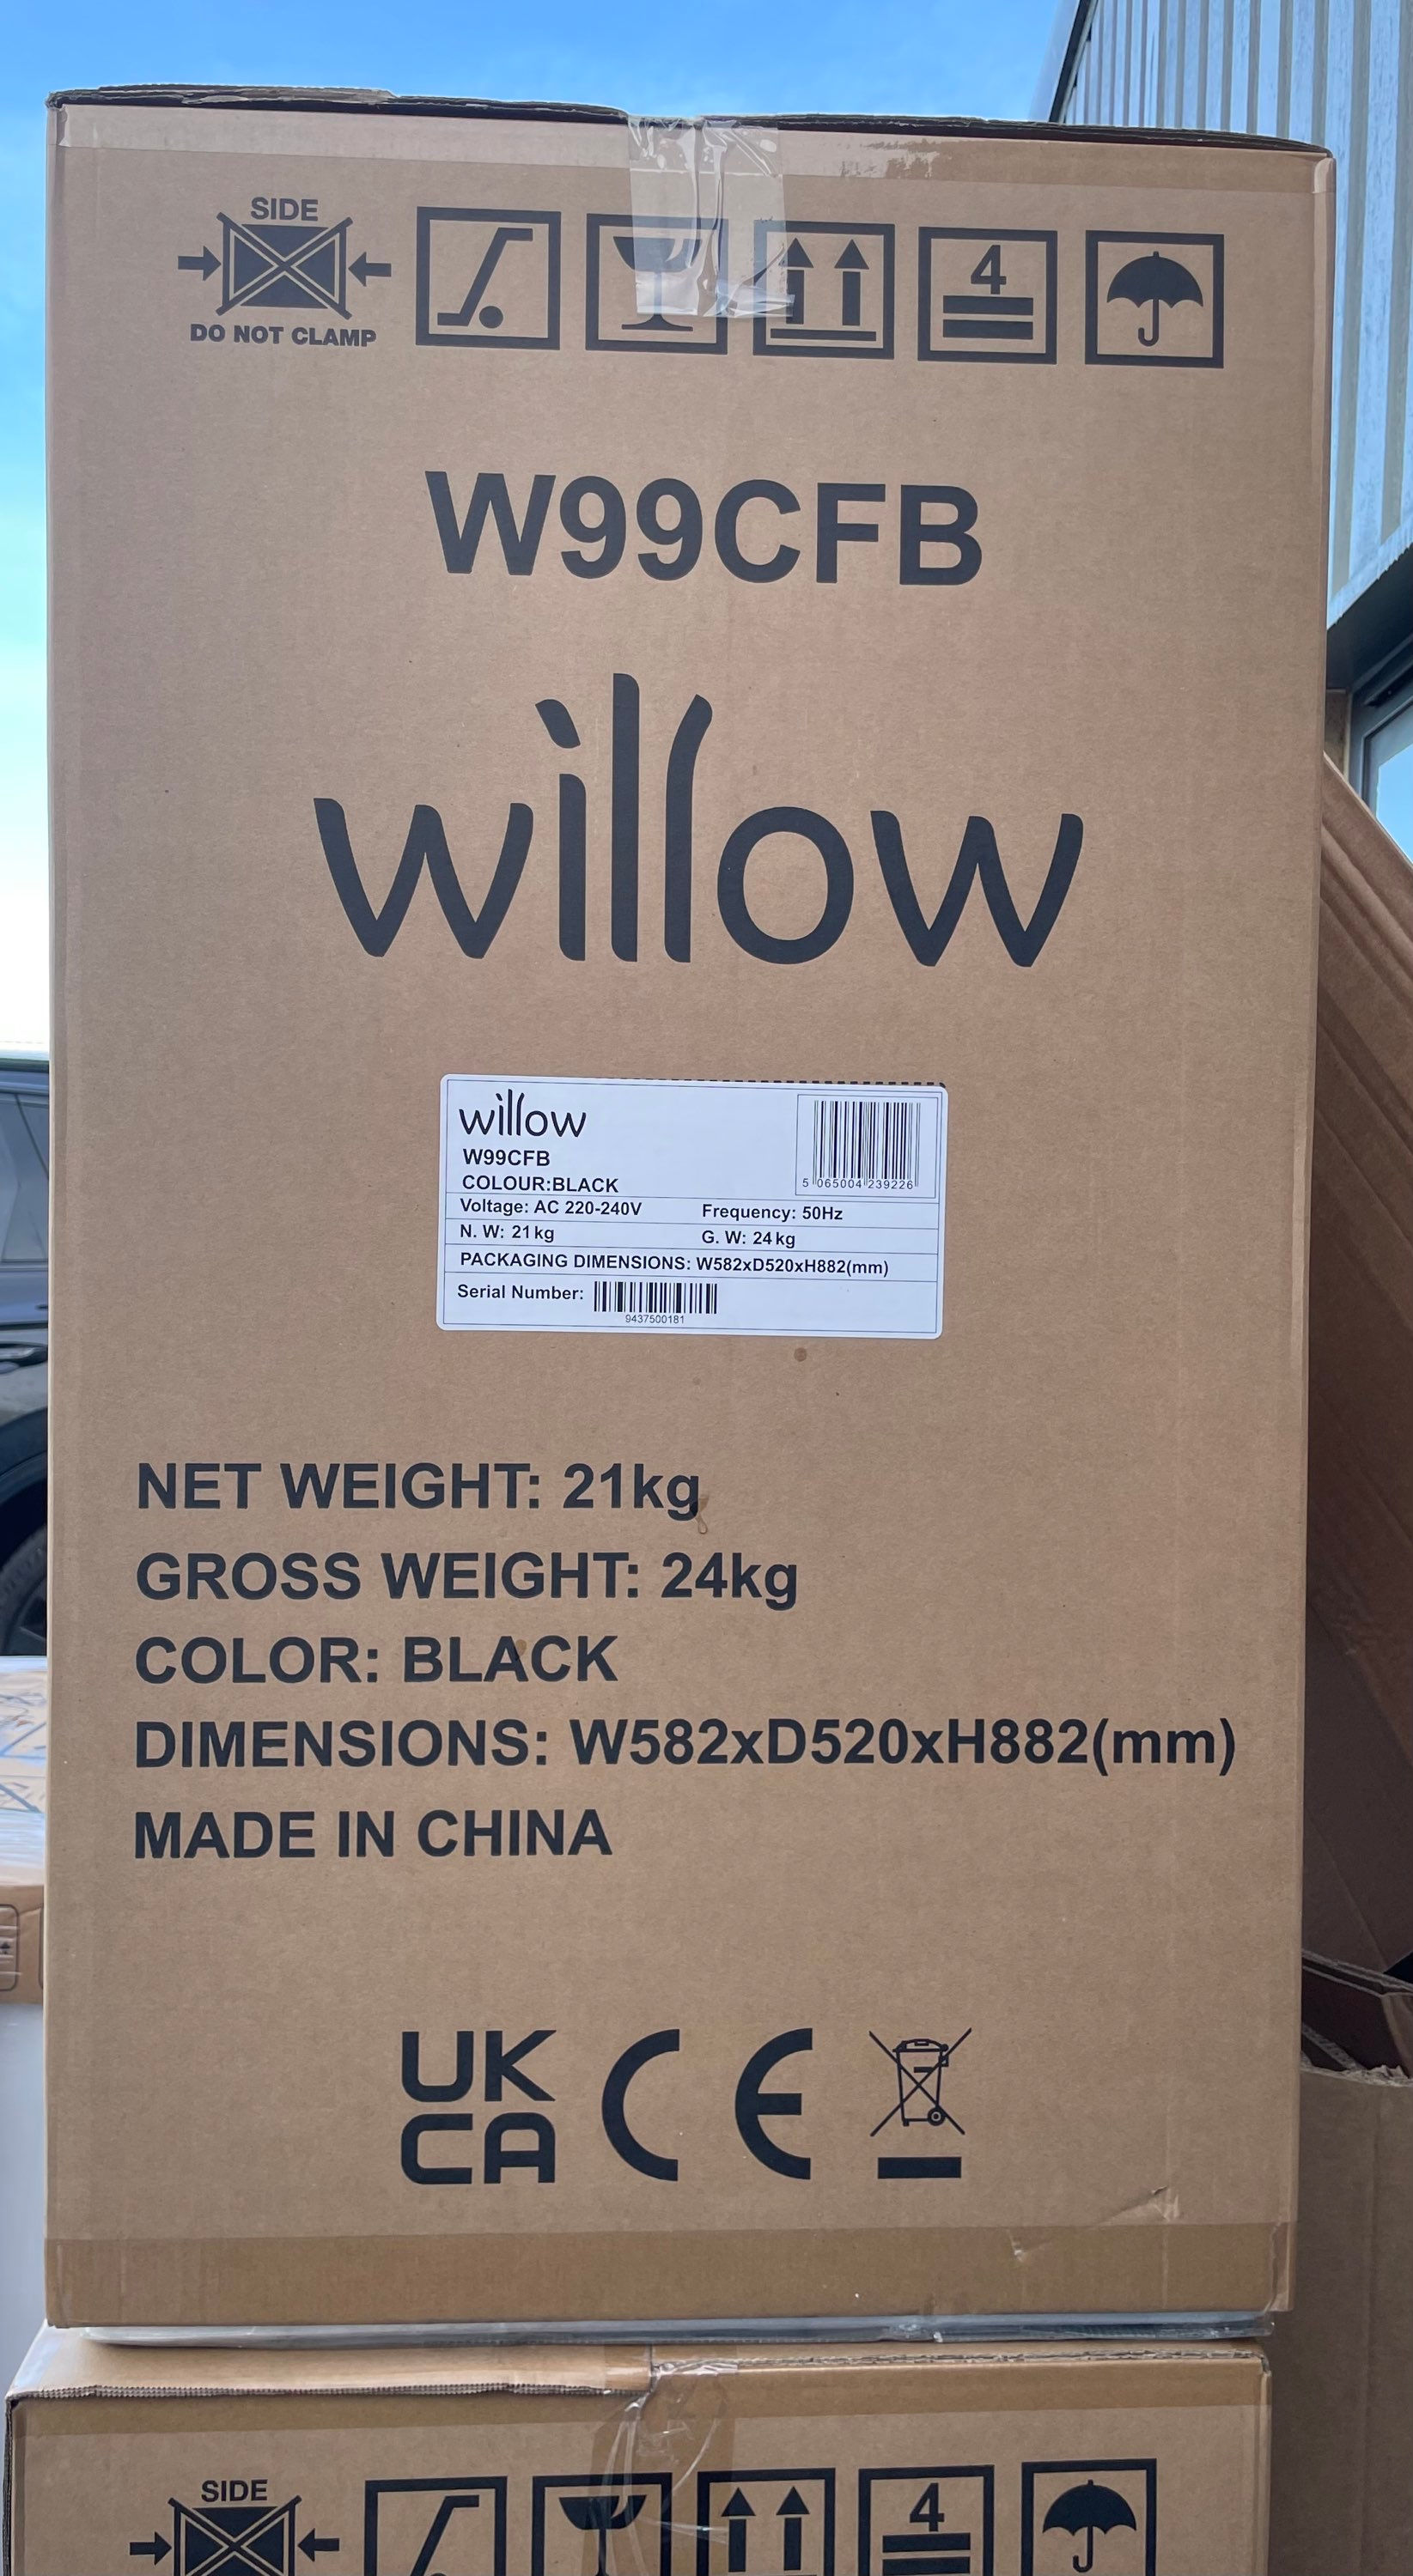 SIDE
DO NOT CLAMP
4
W99CFB
willow
willow
W99CFB
COLOUR:BLACK
5 065004 239226
Voltage: AC 220-240V Frequency: 50Hz
N. W: 21kg G. W: 24kg
PACKAGING DIMENSIONS: W582xD520xH882(mm)
Serial Number:
9437500181
NET WEIGHT: 21kg
GROSS WEIGHT: 24kg
COLOR: BLACK
DIMENSIONS: W582xD520xH882(mm)
MADE IN CHINA
UK
CA CE
SIDE
4